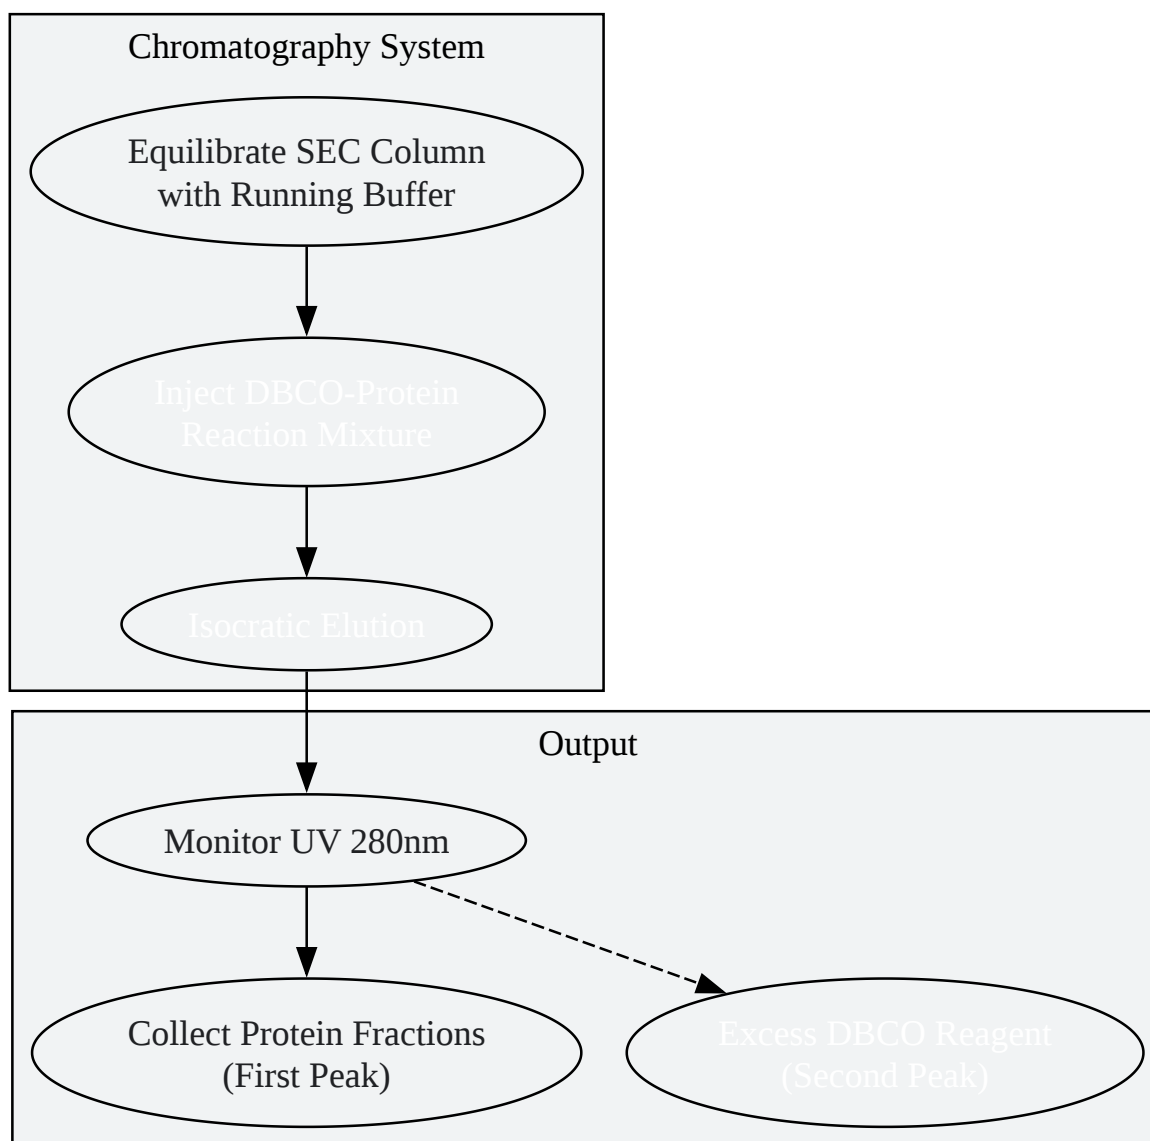 Chromatography System
Equilibrate SEC Column
with Running Buffer
Inject DBCO-Protein
Reaction Mixture
Isocratic Elution
Output
Monitor UV 280nm
Collect Protein Fractions
(First Peak)
Excess DBCO Reagent
(Second Peak)